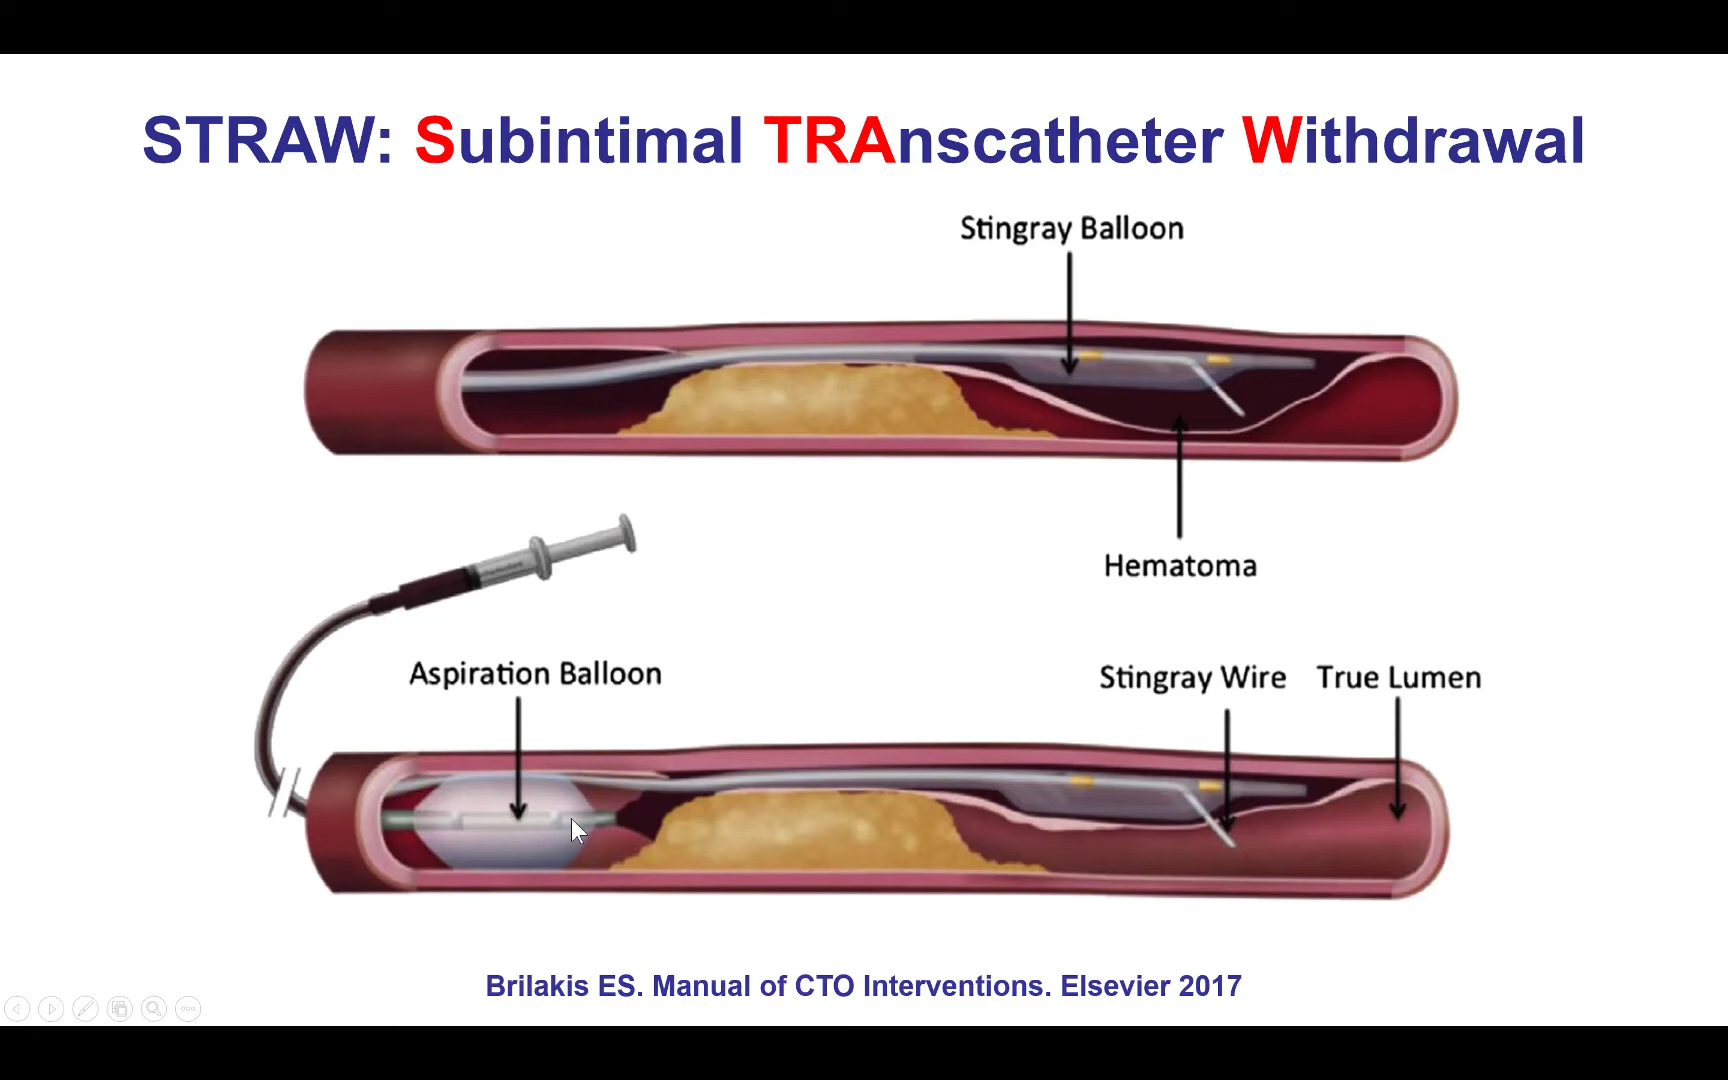 STRAW: Subintimal TRAnscatheter Withdrawal
Stingray Balloon
Hematoma
Aspiration Balloon
Stingray Wire
True Lumen
Brilakis ES. Manual of CTO Interventions. Elsevier 2017